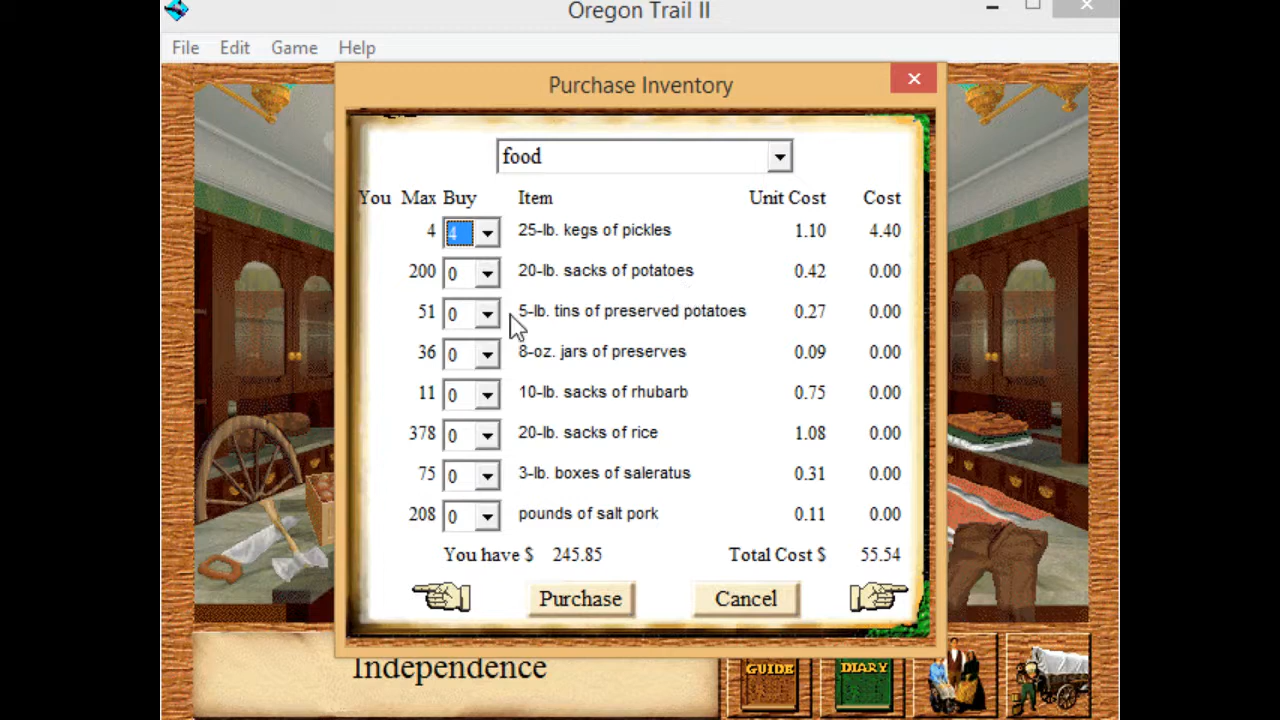 Oregon Trail II
File Edit Game Help
Purchase Inventory
food
You Max Buy Item Unit Cost Cost
4 4 25-lb. kegs of pickles 1.10 4.40
200 0 20-lb. sacks of potatoes 0.42 0.00
51 0 5-lb. tins of preserved potatoes 0.27 0.00
36 0 8-oz. jars of preserves 0.09 0.00
11 0 10-lb. sacks of rhubarb 0.75 0.00
378 0 20-lb. sacks of rice 1.08 0.00
75 0 3-lb. boxes of saleratus 0.31 0.00
208 0 pounds of salt pork 0.11 0.00
You have $ 245.85 Total Cost $ 55.54
Purchase Cancel
Independence
GUIDE DIARY